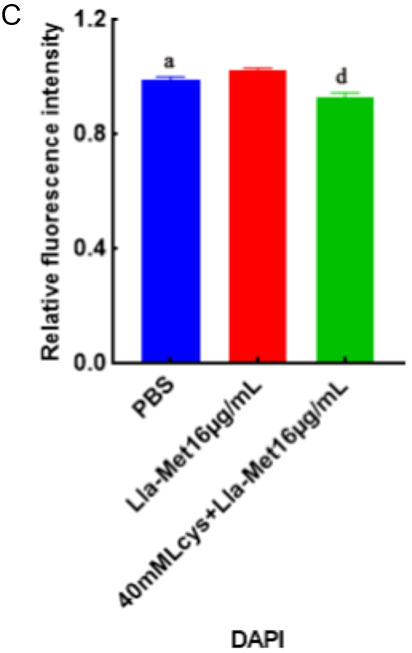 C
Relative fluorescence intensity
1.2
0.8
0.4
0.0
a
d
PBS
Lla-Met16µg/mL
40mMLcys+Lla-Met16µg/mL
DAPI